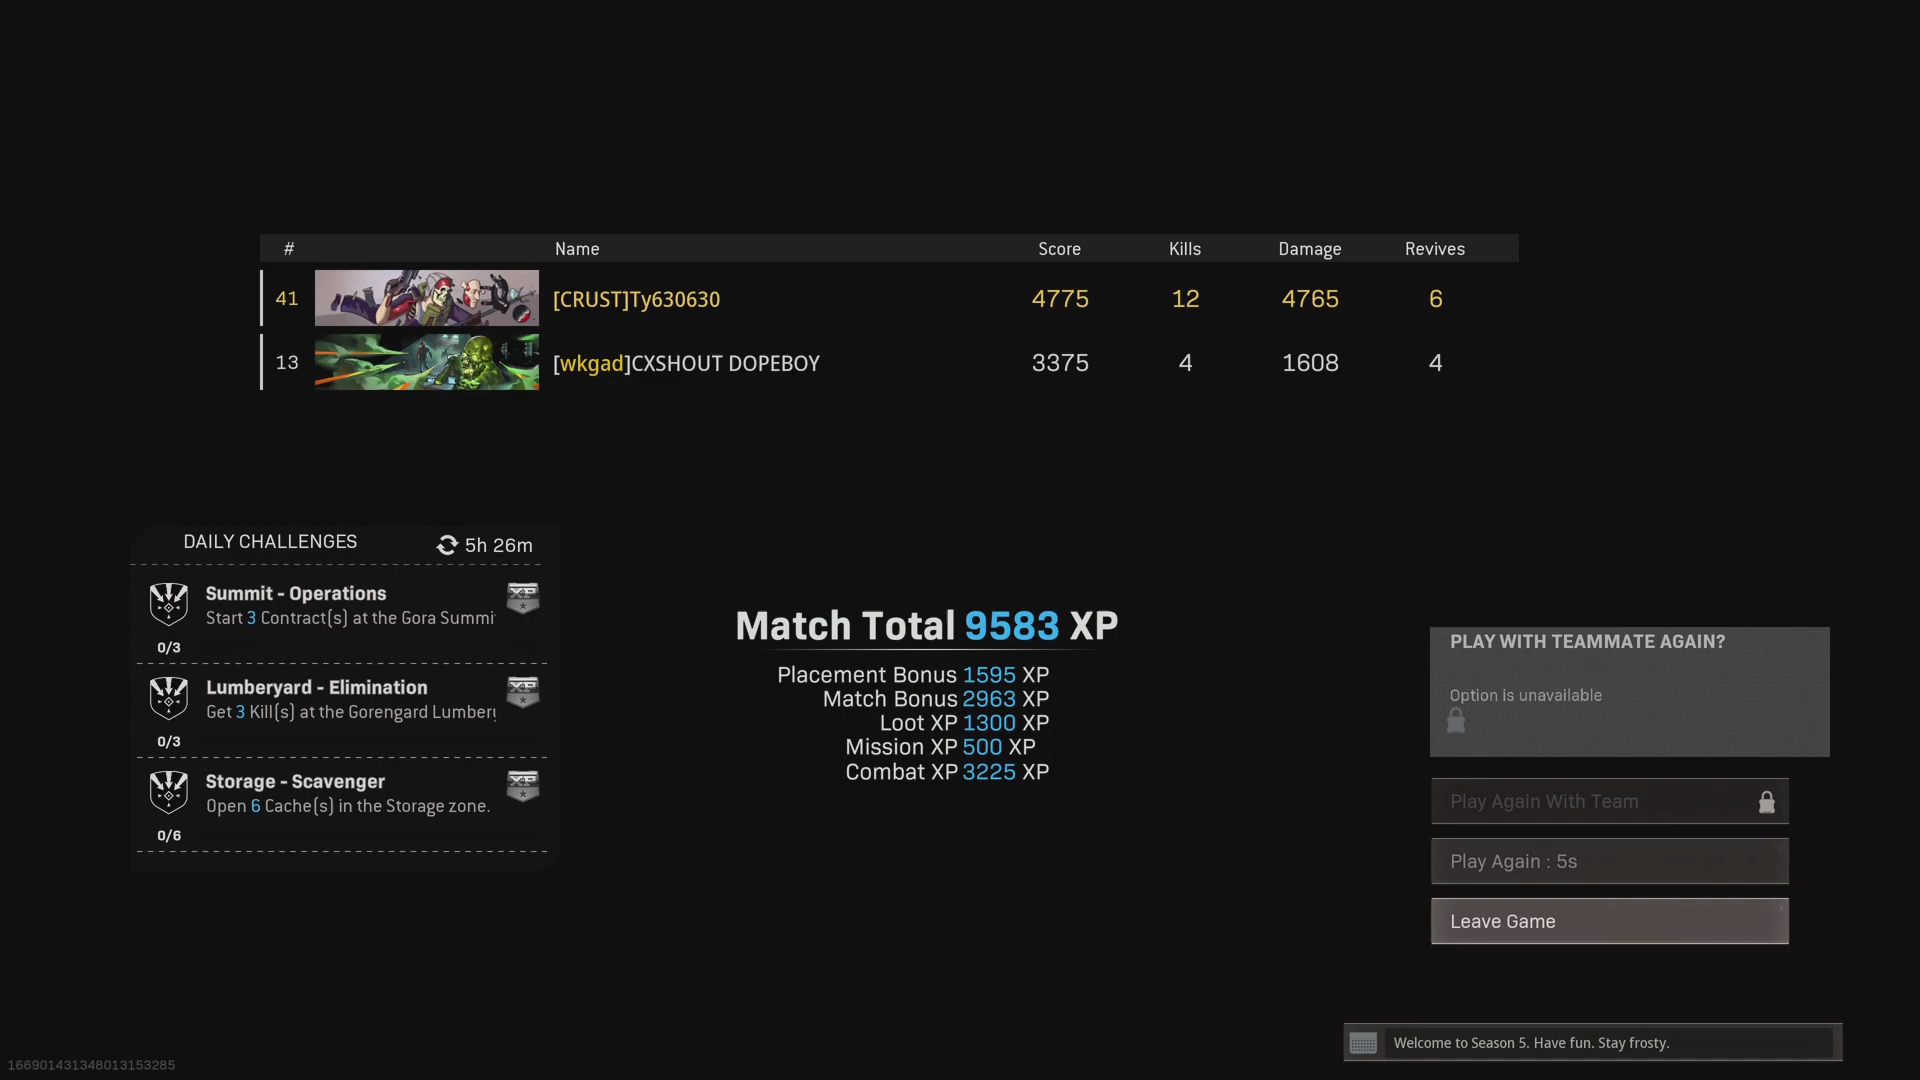 # Name Score Kills Damage Revives
41 [CRUST]Ty630630 4775 12 4765 6
13 [wkgad]CXSHOUT DOPEBOY 3375 4 1608 4
DAILY CHALLENGES 5h 26m
Summit - Operations
XP
Start 3 Contract(s) at the Gora Summi
0/3
Lumberyard - Elimination
XP
Get 3 Kill(s) at the Gorengard Lumber
0/3
Storage - Scavenger
XP
Open 6 Cache(s) in the Storage zone.
0/6
Match Total 9583 XP
Placement Bonus 1595 XP
Match Bonus 2963 XP
Loot XP 1300 XP
Mission XP 500 XP
Combat XP 3225 XP
PLAY WITH TEAMMATE AGAIN?
Option is unavailable
Play Again With Team
Play Again : 5s
Leave Game
Welcome to Season 5. Have fun. Stay frosty.
16690143134801315​3285